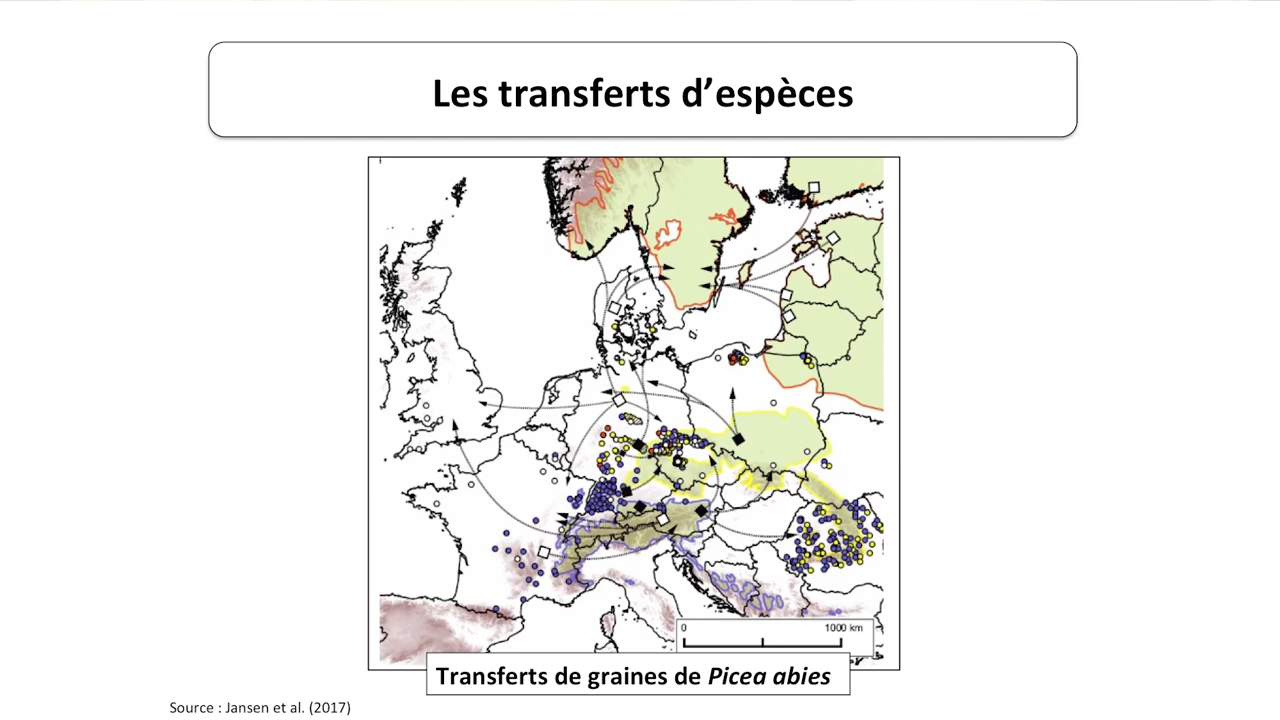 Les transferts d’espèces
0 1000 km
Transferts de graines de Picea abies
Source : Jansen et al. (2017)